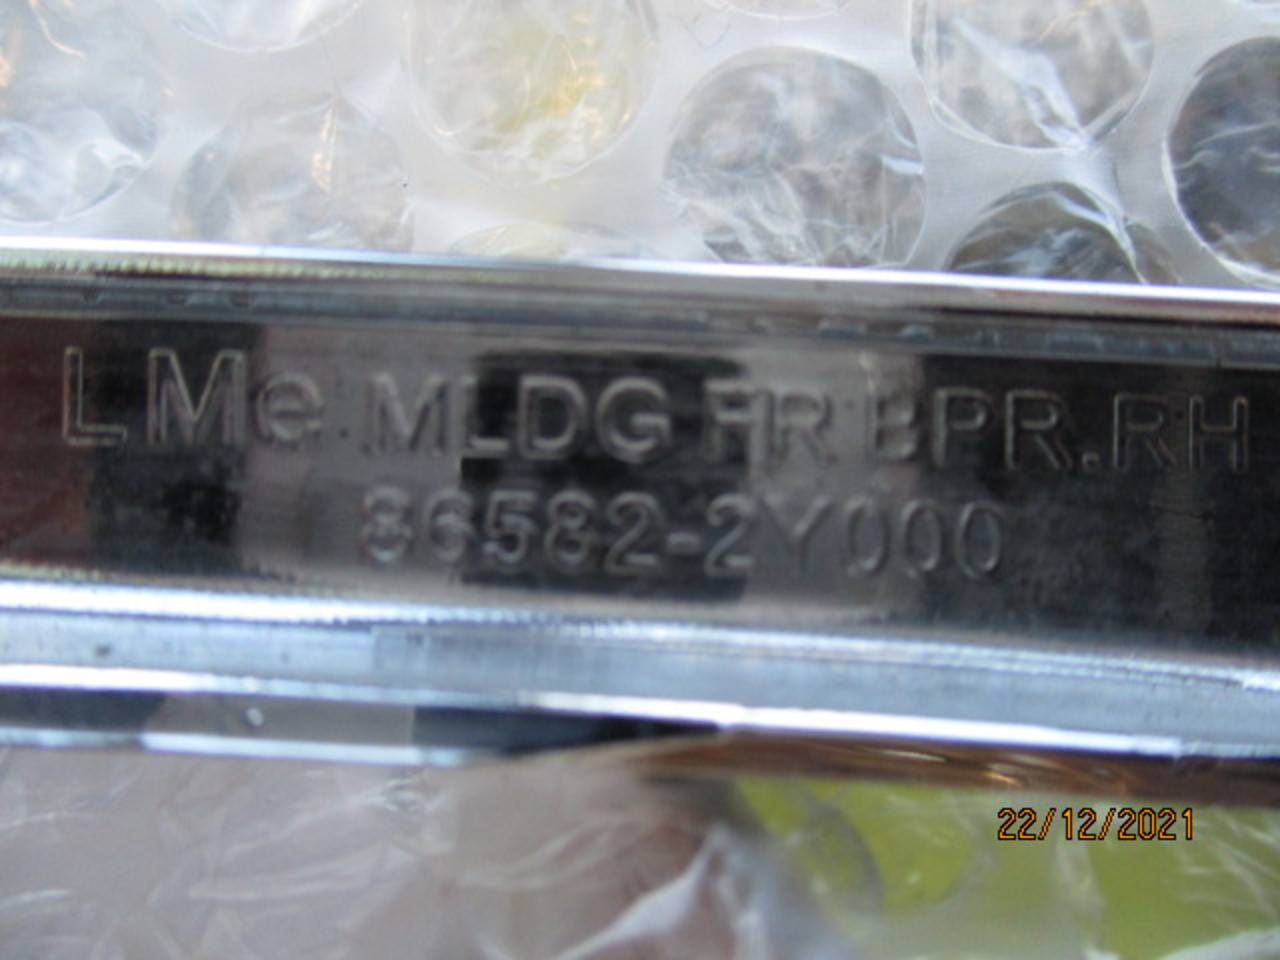 LMe MLDG FR BPR.RH
86582-2Y000
22/12/2021